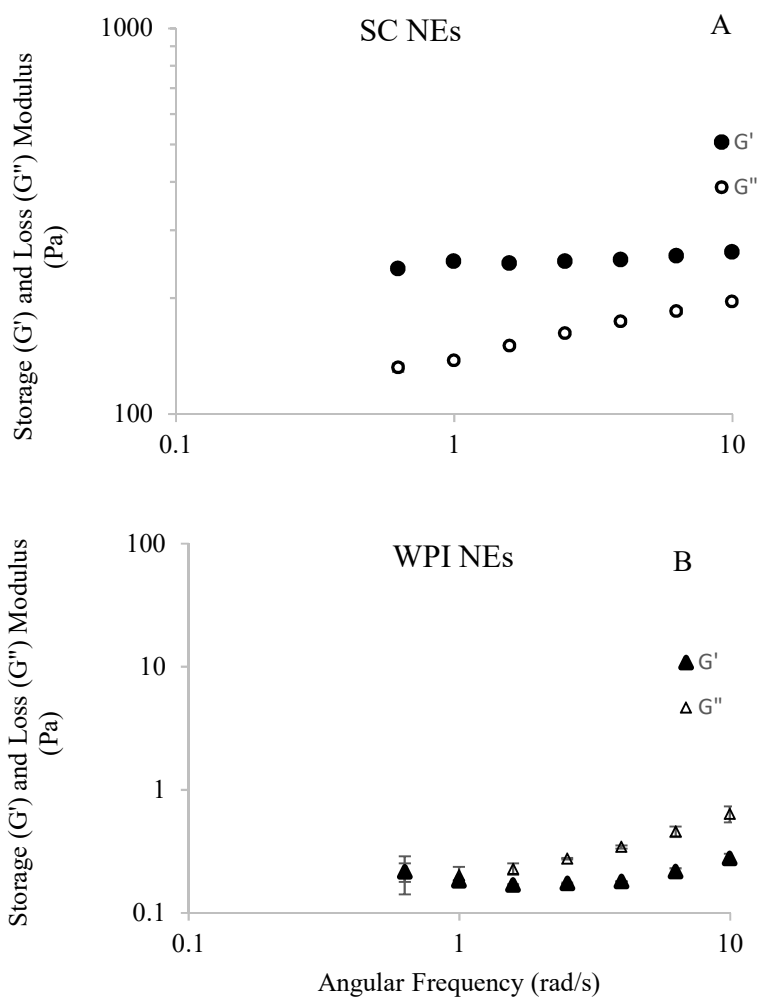 SC NEs
A
Storage (G') and Loss (G") Modulus
(Pa)
1000
G'
G"
100
0.1
1
10
WPI NEs
B
Storage (G') and Loss (G") Modulus
(Pa)
100
10
1
0.1
G'
G"
0.1
1
10
Angular Frequency (rad/s)